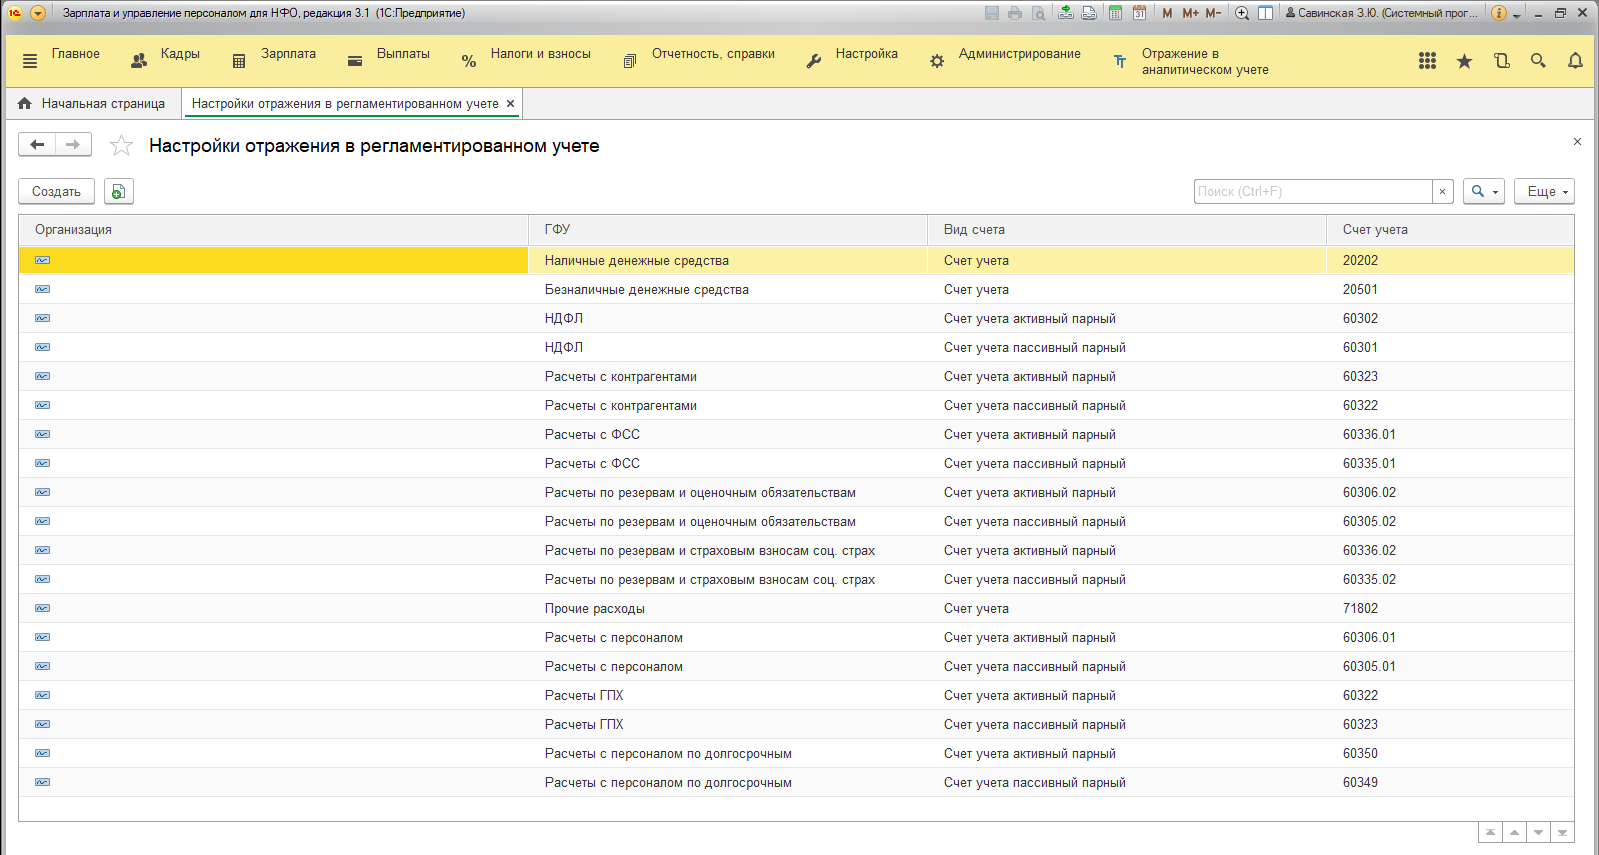 Зарплата и управление персоналом для НФО, редакция 3.1 (1С:Предприятие)
M M+ M- Савинская З.Ю. (Системный прог...
Главное Кадры Зарплата Выплаты Налоги и взносы Отчетность, справки Настройка Администрирование Отражение в
аналитическом учете
Начальная страница Настройки отражения в регламентированном учете ×
Настройки отражения в регламентированном учете
Создать Поиск (Ctrl+F) × Еще
Организация ГФУ Вид счета Счет учета
Наличные денежные средства Счет учета 20202
Безналичные денежные средства Счет учета 20501
НДФЛ Счет учета активный парный 60302
НДФЛ Счет учета пассивный парный 60301
Расчеты с контрагентами Счет учета активный парный 60323
Расчеты с контрагентами Счет учета пассивный парный 60322
Расчеты с ФСС Счет учета активный парный 60336.01
Расчеты с ФСС Счет учета пассивный парный 60335.01
Расчеты по резервам и оценочным обязательствам Счет учета активный парный 60306.02
Расчеты по резервам и оценочным обязательствам Счет учета пассивный парный 60305.02
Расчеты по резервам и страховым взносам соц. страх Счет учета активный парный 60336.02
Расчеты по резервам и страховым взносам соц. страх Счет учета пассивный парный 60335.02
Прочие расходы Счет учета 71802
Расчеты с персоналом Счет учета активный парный 60306.01
Расчеты с персоналом Счет учета пассивный парный 60305.01
Расчеты ГПХ Счет учета активный парный 60322
Расчеты ГПХ Счет учета пассивный парный 60323
Расчеты с персоналом по долгосрочным Счет учета активный парный 60350
Расчеты с персоналом по долгосрочным Счет учета пассивный парный 60349